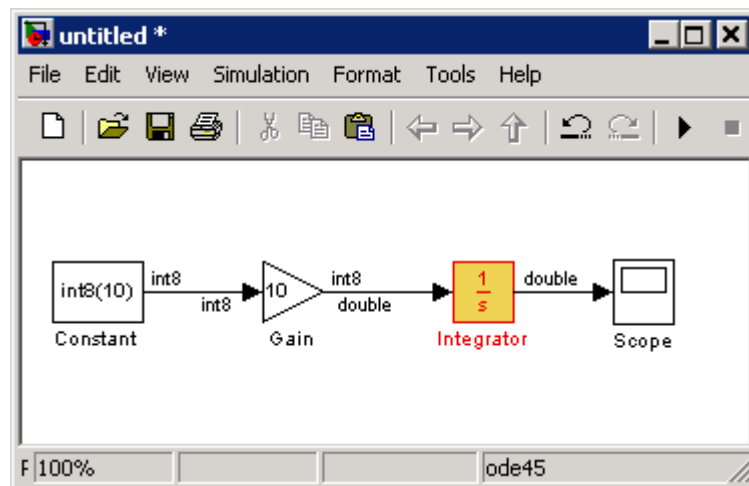 untitled *
File Edit View Simulation Format Tools Help
int8(10) int8 int8 10 int8 double 1 s double
Constant Gain Integrator Scope
F 100% ode45